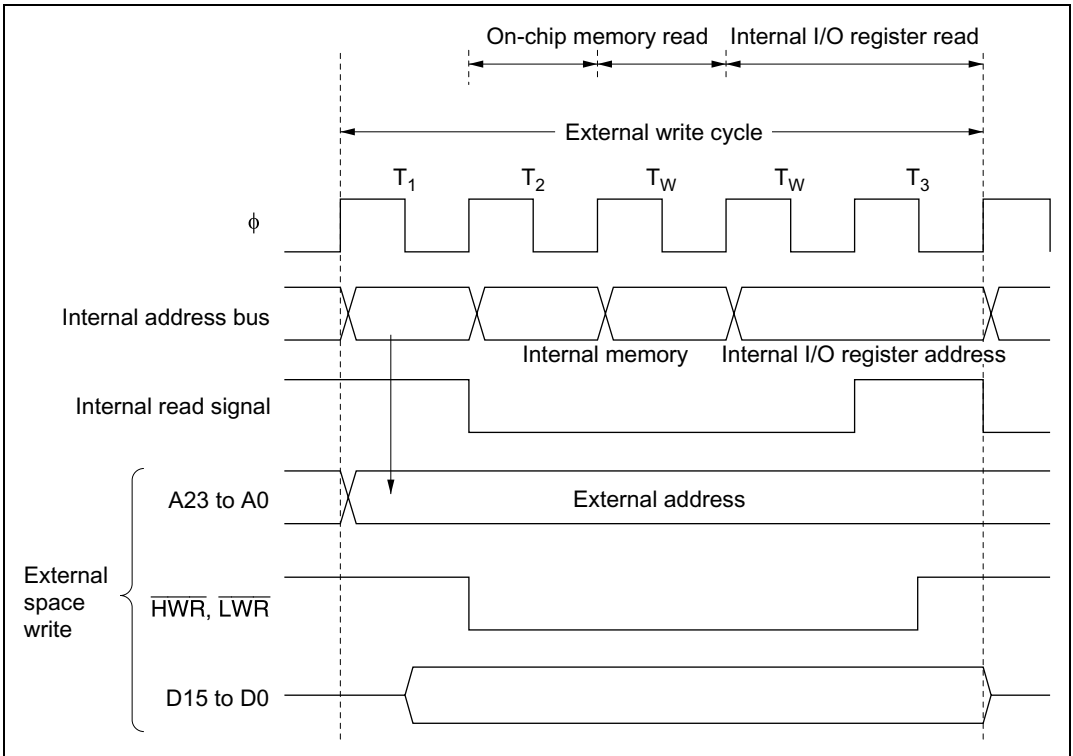 On-chip memory read Internal I/O register read
External write cycle
T1 T2 TW TW T3
ϕ
Internal address bus
Internal memory Internal I/O register address
Internal read signal
A23 to A0 External address
External
space
write
HWR, LWR
D15 to D0